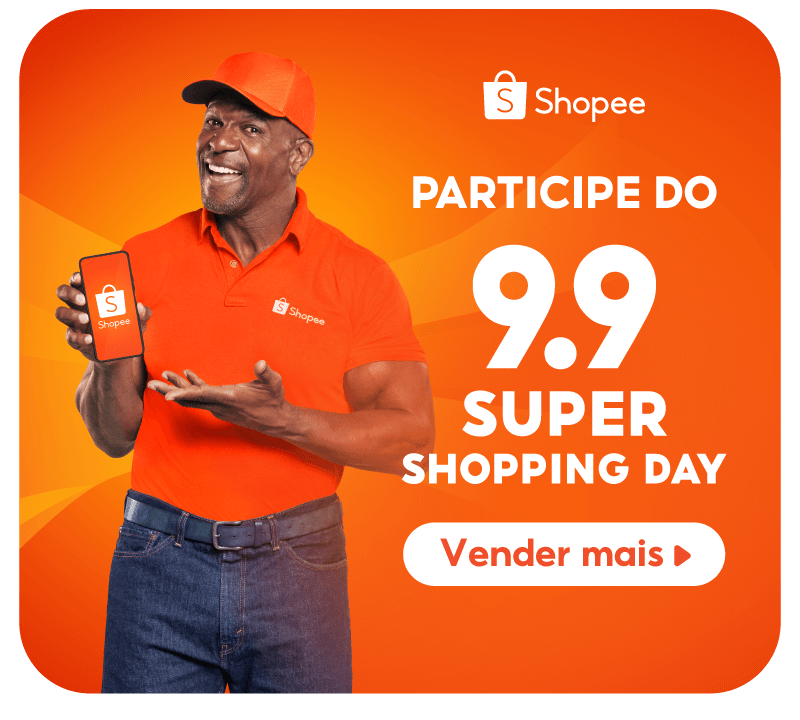 Shopee
PARTICIPE DO
9.9
SUPER
SHOPPING DAY
Vender mais
S
Shopee
S
Shopee